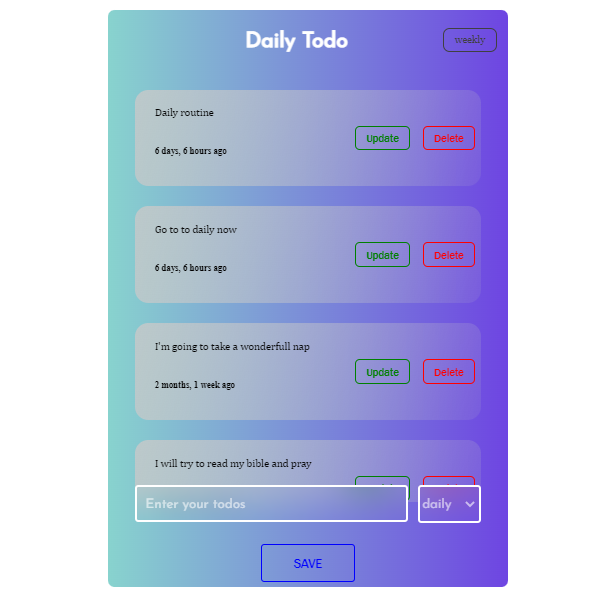 Daily Todo
weekly
Daily routine
Update
Delete
6 days, 6 hours ago
Go to to daily now
Update
Delete
6 days, 6 hours ago
I'm going to take a wonderfull nap
Update
Delete
2 months, 1 week ago
I will try to read my bible and pray
Enter your todos
daily
SAVE